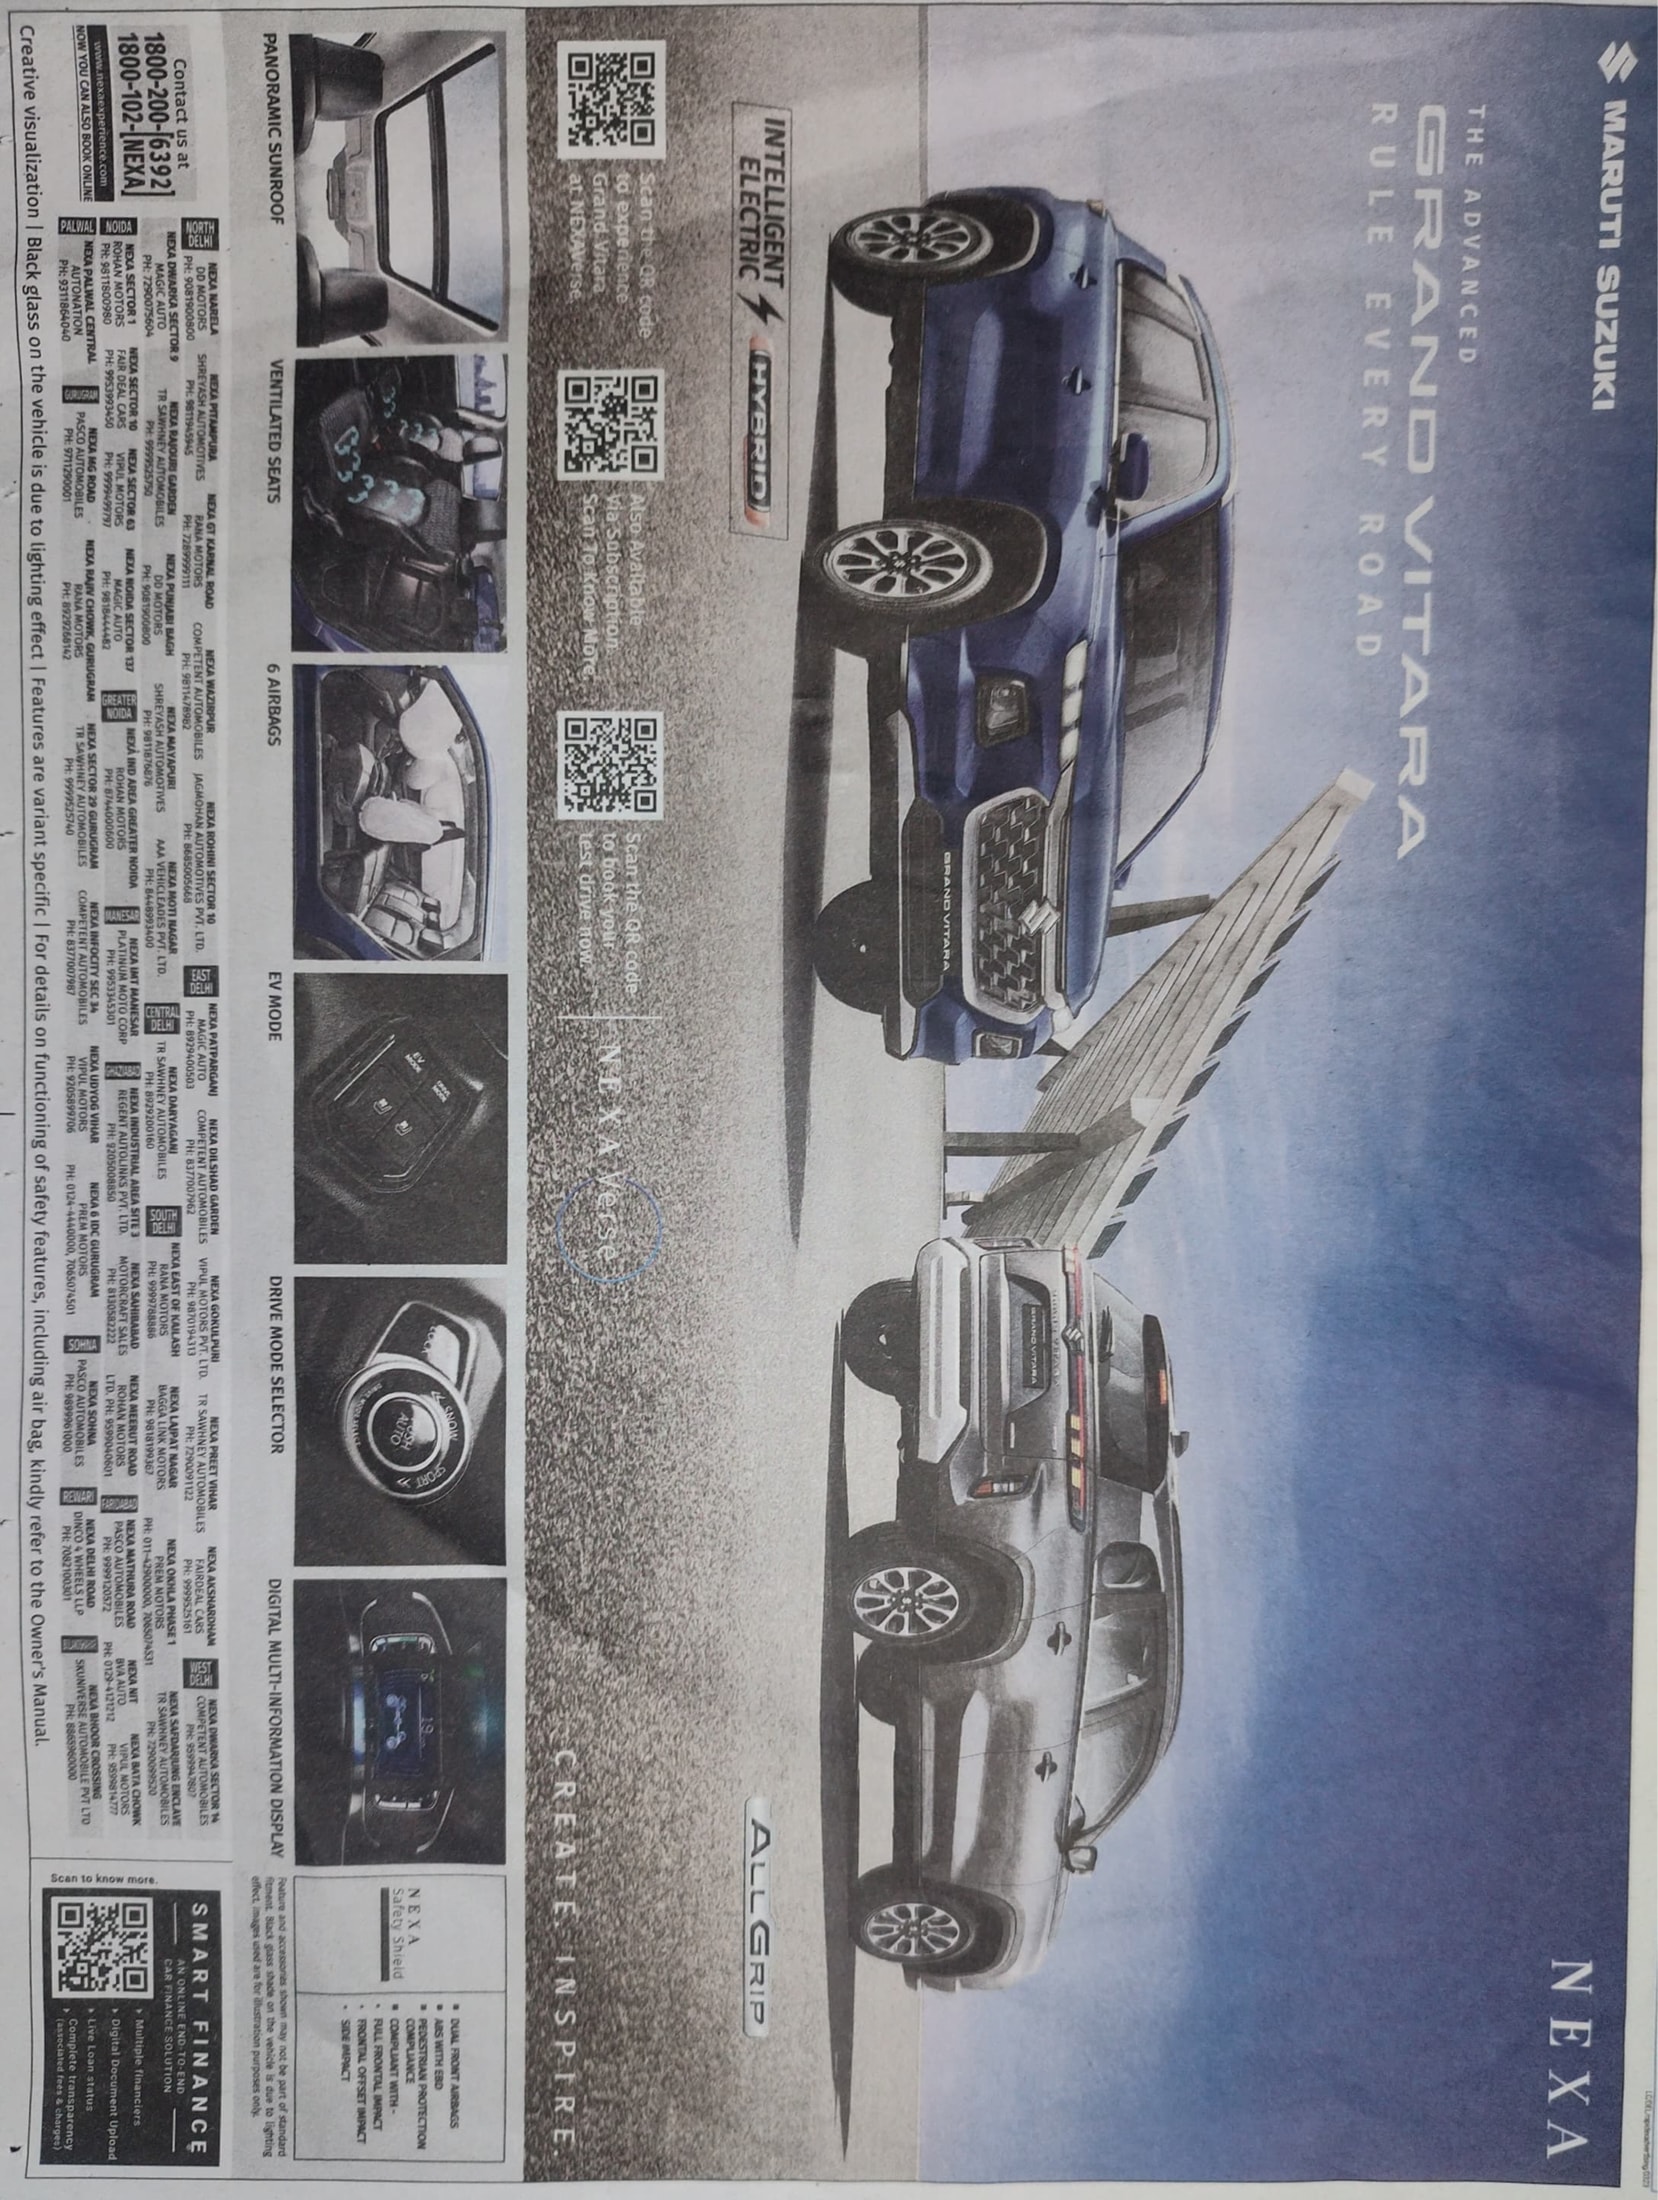 MARUTI SUZUKI
NEXA
THE ADVANCED
GRAND VITARA
RULE EVERY ROAD
GRAND VITARA
GRAND VITARA
INTELLIGENT
ELECTRIC
HYBRID
ALLGRIP
Scan the QR code
to experience
Grand Vitara
at NEXAVerse.
Also Available
Via Subscription.
Scan To Know More.
Scan the QR code
to book your
test drive now.
NEXA Verse
CREATE. INSPIRE.
EV
MODE
LOCK
SNOW
SPORT
PUSH
AUTO
DRIVE MODE SELECT
NEXA
Safety Shield
▪ DUAL FRONT AIRBAGS
▪ ABS WITH EBD
▪ PEDESTRIAN PROTECTION
COMPLIANCE
▪ COMPLIANT WITH -
• FULL FRONTAL IMPACT
• FRONTAL OFFSET IMPACT
• SIDE IMPACT
PANORAMIC SUNROOF
VENTILATED SEATS
6 AIRBAGS
EV MODE
DRIVE MODE SELECTOR
DIGITAL MULTI-INFORMATION DISPLAY
Feature and accessories shown may not be part of standard
fitment. Black glass shade on the vehicle is due to lighting
effect. Images used are for illustration purposes only.
Contact us at
1800-200-[6392]
1800-102-[NEXA]
www.nexaexperience.com
NOW YOU CAN ALSO BOOK ONLINE
NORTH DELHI
NEXA NARELA
DD MOTORS
PH: 9081900800
NEXA PITAMPURA
SHREYASH AUTOMOTIVES
PH: 9811945945
NEXA GT KARNAL ROAD
RANA MOTORS
PH: 7289999111
NEXA WAZIRPUR
COMPETENT AUTOMOBILES
PH: 9811478982
NEXA ROHINI SECTOR 10
JAGMOHAN AUTOMOTIVES PVT. LTD.
PH: 8685005668
EAST DELHI
NEXA PATPARGANJ
MAGIC AUTO
PH: 8929400503
NEXA DILSHAD GARDEN
COMPETENT AUTOMOBILES
PH: 8377007962
NEXA GOKULPURI
VIPUL MOTORS PVT. LTD.
PH: 9870194313
NEXA PREET VIHAR
TR SAWHNEY AUTOMOBILES
PH: 7290091122
NEXA AKSHARDHAM
FAIRDEAL CARS
PH: 9999525161
WEST DELHI
NEXA DWARKA SECTOR 14
COMPETENT AUTOMOBILES
PH: 9599947807
NEXA DWARKA SECTOR 9
MAGIC AUTO
PH: 7290075604
NEXA RAJOURI GARDEN
TR SAWHNEY AUTOMOBILES
PH: 9999525750
NEXA PUNJABI BAGH
DD MOTORS
PH: 9081900800
NEXA MAYAPURI
SHREYASH AUTOMOTIVES
PH: 9811876876
NEXA MOTI NAGAR
AAA VEHICLEADES PVT. LTD.
PH: 8448993400
CENTRAL DELHI
NEXA DARYAGANJ
TR SAWHNEY AUTOMOBILES
PH: 8929200160
SOUTH DELHI
NEXA EAST OF KAILASH
RANA MOTORS
PH: 9999788886
NEXA LAJPAT NAGAR
BAGGA LINK MOTORS
PH: 9818199367
NEXA OKHLA PHASE 1
PREM MOTORS
PH: 011-42900000, 7065074531
NEXA SAFDARJUNG ENCLAVE
TR SAWHNEY AUTOMOBILES
PH: 7290099520
NOIDA
NEXA SECTOR 1
ROHAN MOTORS
PH: 9811800980
NEXA SECTOR 10
FAIR DEAL CARS
PH: 9953993450
NEXA SECTOR 63
VIPUL MOTORS
PH: 9999499797
NEXA NOIDA SECTOR 137
MAGIC AUTO
PH: 9818444482
GREATER NOIDA
NEXA IND AREA GREATER NOIDA
ROHAN MOTORS
PH: 8744000600
MANESAR
NEXA IMT MANESAR
PLATINUM MOTO CORP
PH: 9953345301
NEXA INDUSTRIAL AREA SITE 3
REGENT AUTOLINKS PVT. LTD.
PH: 9205008850
NEXA SAHIBABAD
MOTORCRAFT SALES
PH: 8130582222
NEXA MEERUT ROAD
ROHAN MOTORS
LTD. PH: 9599040601
NEXA MATHURA ROAD
PASCO AUTOMOBILES
PH: 9999120572
NEXA NIT
BVA AUTO
PH: 0129-4121212
NEXA BATA CHOWK
VIPUL MOTORS
PH: 9599814777
PALWAL
NEXA PALWAL CENTRAL
AUTONATION
PH: 9311864040
GURUGRAM
NEXA MG ROAD
PASCO AUTOMOBILES
PH: 9711290001
NEXA RAJIV CHOWK, GURUGRAM
RANA MOTORS
PH: 8929268142
NEXA SECTOR 29 GURUGRAM
TR SAWHNEY AUTOMOBILES
PH: 9999525740
NEXA INFOCITY SEC 34
COMPETENT AUTOMOBILES
PH: 8377007987
NEXA UDYOG VIHAR
VIPUL MOTORS
PH: 9205899706
NEXA 6 IDC GURUGRAM
PREM MOTORS
PH: 0124-4440000, 7065074501
SOHNA
NEXA SOHNA
PASCO AUTOMOBILES
PH: 9899961000
REWARI
NEXA DELHI ROAD
DINCO 4 WHEELS LLP
PH: 7082100301
NEXA BHOOR CROSSING
SKUNIVERSE AUTOMOBILE PVT LTD
PH: 8865960000
Scan to know more.
SMART FINANCE
AN ONLINE END-TO-END
CAR FINANCE SOLUTION
Multiple financiers
Digital Document Upload
Live Loan status
Complete transparency
(associated fees & charges)
Creative visualization | Black glass on the vehicle is due to lighting effect | Features are variant specific | For details on functioning of safety features, including air bag, kindly refer to the Owner's Manual.